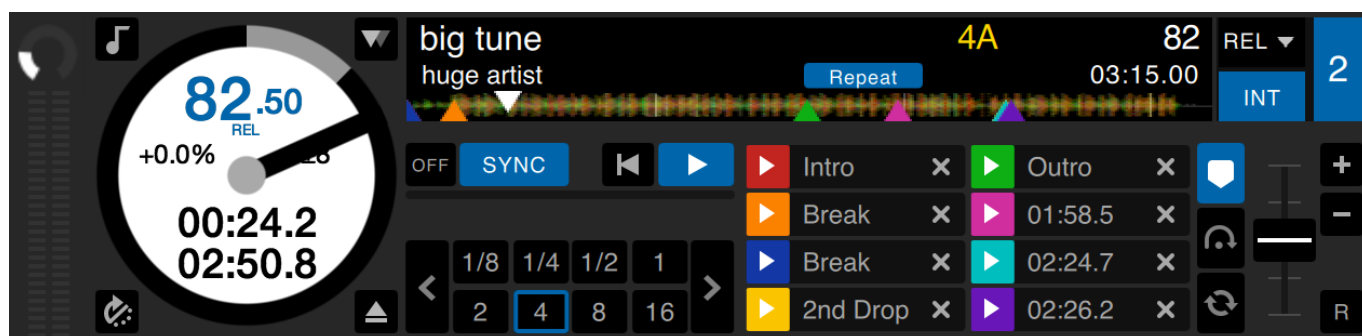 82.50
REL
+0.0%
00:24.2
02:50.8
big tune 4A 82
huge artist Repeat 03:15.00
REL
INT
2
OFF SYNC
1/8 1/4 1/2 1
2 4 8 16
Intro Outro
Break 01:58.5
Break 02:24.7
2nd Drop 02:26.2
+
-
R